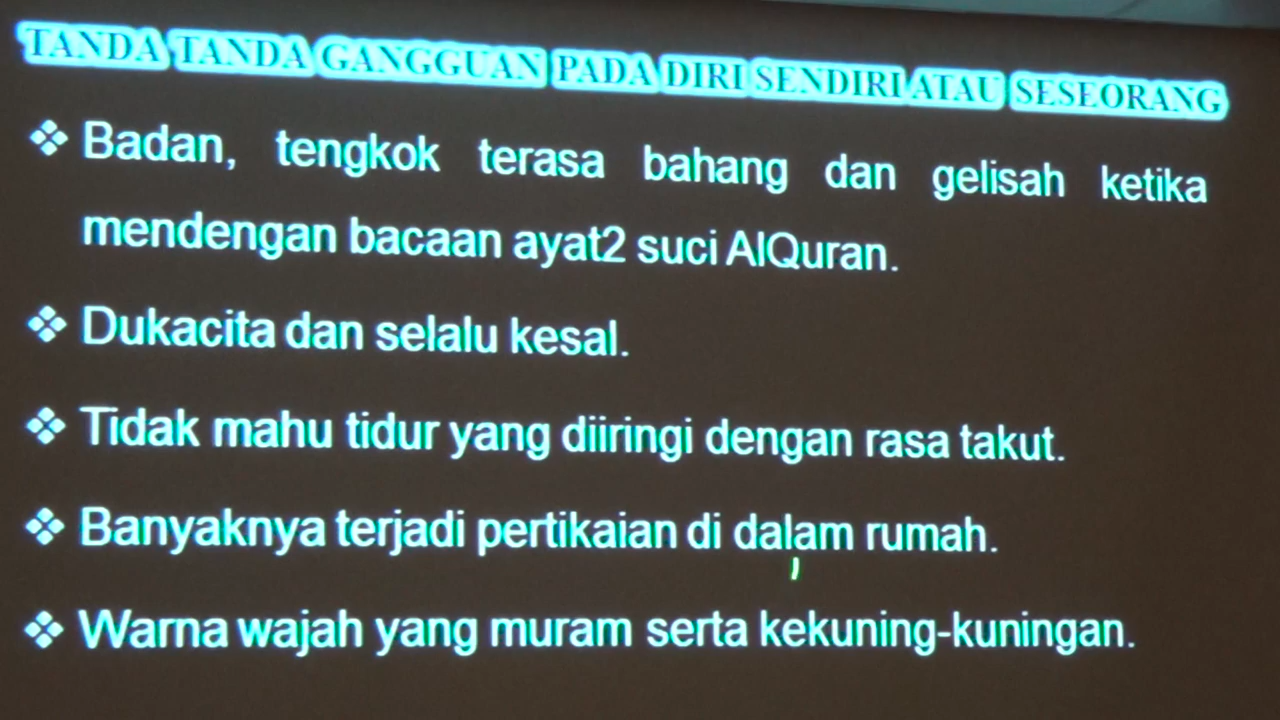 TANDA TANDA GANGGUAN PADA DIRI SENDIRI ATAU SESEORANG
❖ Badan, tengkok terasa bahang dan gelisah ketika
mendengan bacaan ayat2 suci AlQuran.
❖ Dukacita dan selalu kesal.
❖ Tidak mahu tidur yang diiringi dengan rasa takut.
❖ Banyaknya terjadi pertikaian di dalam rumah.
❖ Warna wajah yang muram serta kekuning-kuningan.